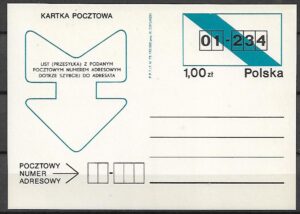 KARTKA POCZTOWA
LIST (PRZESYŁKA) Z PODANYM
POCZTOWYM NUMEREM ADRESOWYM
DOTRZE SZYBCIEJ DO ADRESATA
01-234
1,00 zł Polska
POCZTOWY
NUMER
ADRESOWY